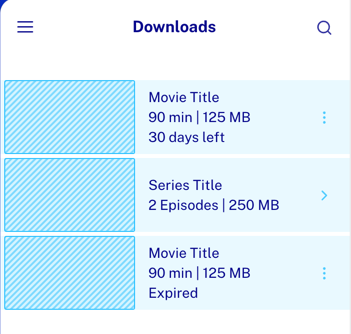 Downloads
Movie Title
90 min | 125 MB
30 days left
Series Title
2 Episodes | 250 MB
Movie Title
90 min | 125 MB
Expired